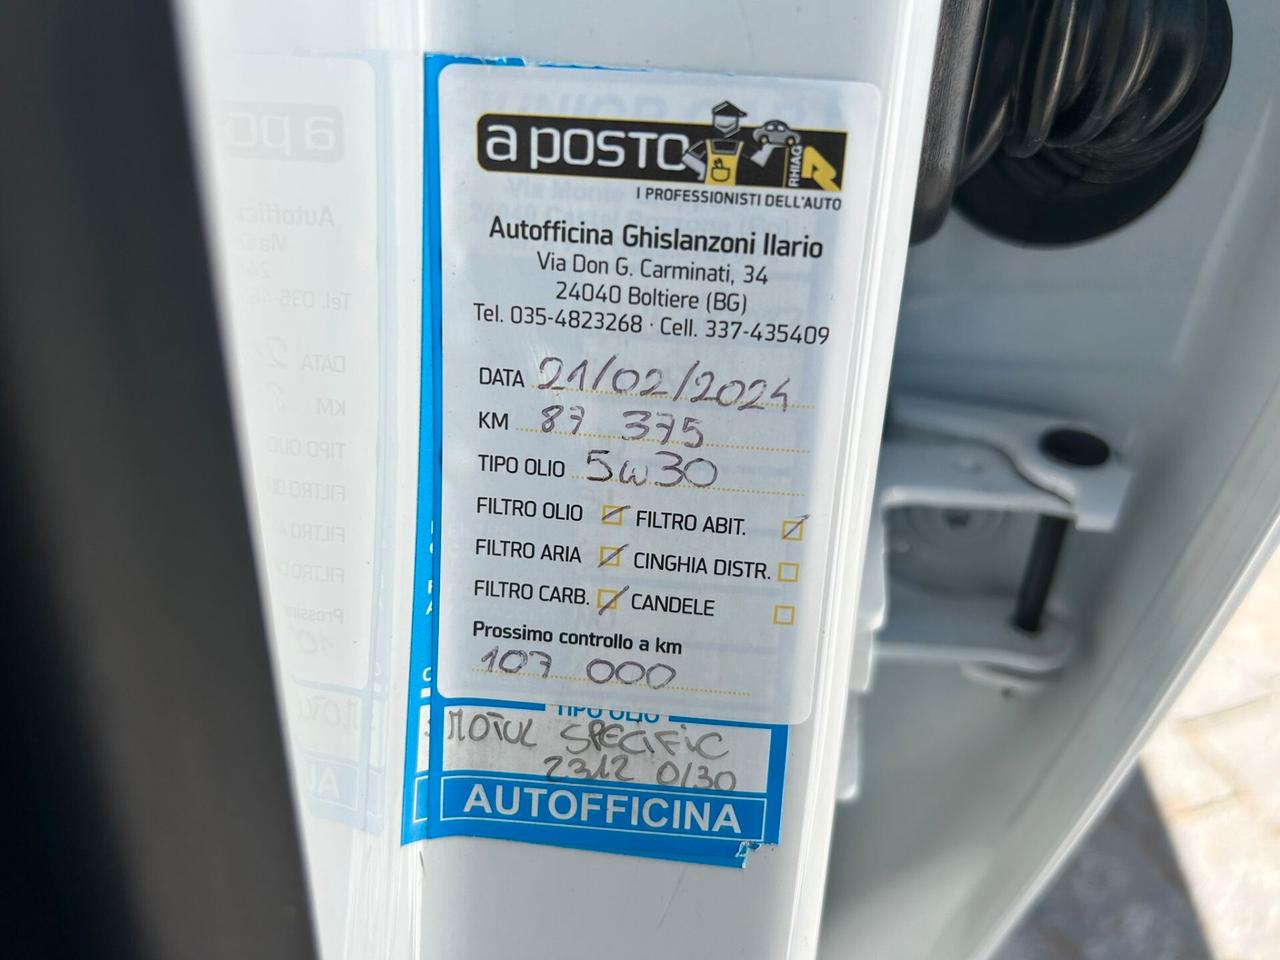 a POSTO
RHIAG
I PROFESSIONISTI DELL'AUTO
Autofficina Ghislanzoni Ilario
Via Don G. Carminati, 34
24040 Boltiere (BG)
Tel. 035-4823268 · Cell. 337-435409
DATA 21/02/2024
KM 87 375
TIPO OLIO 5W30
FILTRO OLIO FILTRO ABIT.
FILTRO ARIA CINGHIA DISTR.
FILTRO CARB. CANDELE
Prossimo controllo a km
107 000
TIPO OLIO
MOTUL SPECIFIC
2312 0/30
AUTOFFICINA